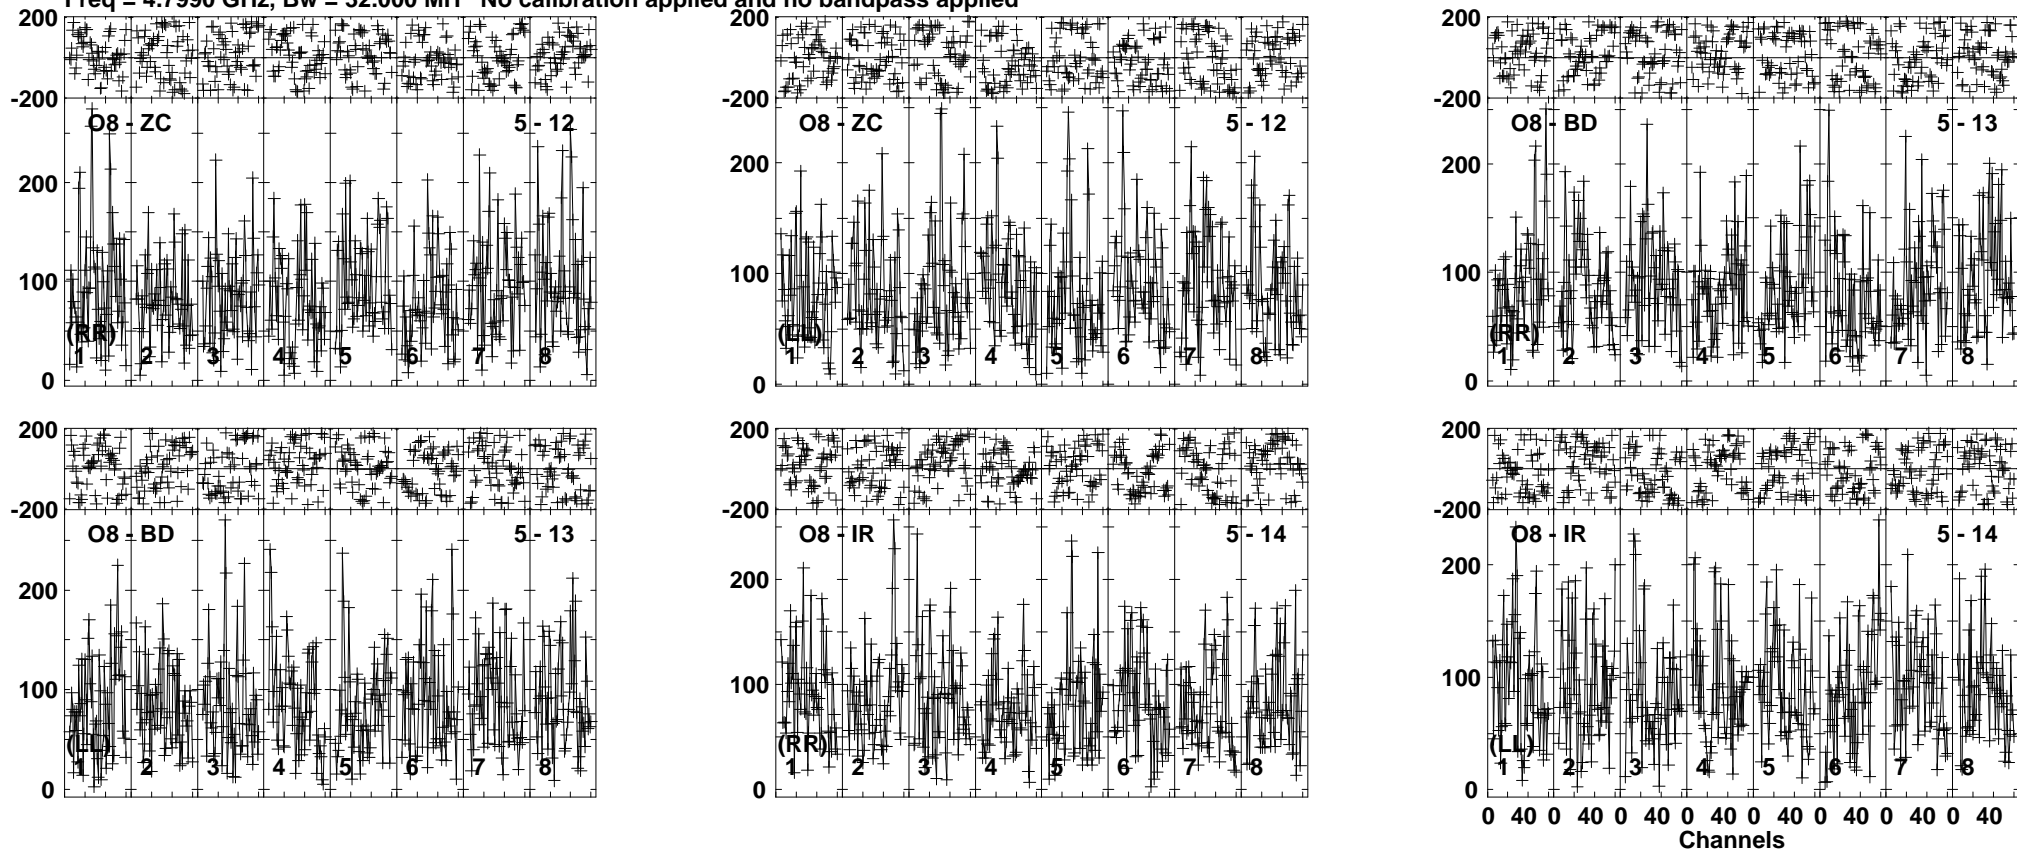 Freq = 4.7990 GHz, Bw = 32.000 MH No calibration applied and no bandpass applied
200 200 200
-200 -200 -200
O8 - ZC 5 - 12 O8 - ZC 5 - 12 O8 - BD 5 - 13
200 200 200
100 100 100
(RR) (LL) (RR)
1 2 3 4 5 6 7 8 1 2 3 4 5 6 7 8 1 2 3 4 5 6 7 8
0 0 0
200 200 200
-200 -200 -200
O8 - BD 5 - 13 O8 - IR 5 - 14 O8 - IR 5 - 14
200 200 200
100 100 100
(LL) (RR) (LL)
1 2 3 4 5 6 7 8 1 2 3 4 5 6 7 8 1 2 3 4 5 6 7 8
0 0 0
0 40 0 40 0 40 0 40 0 40 0 40 0 40 0 40
Channels